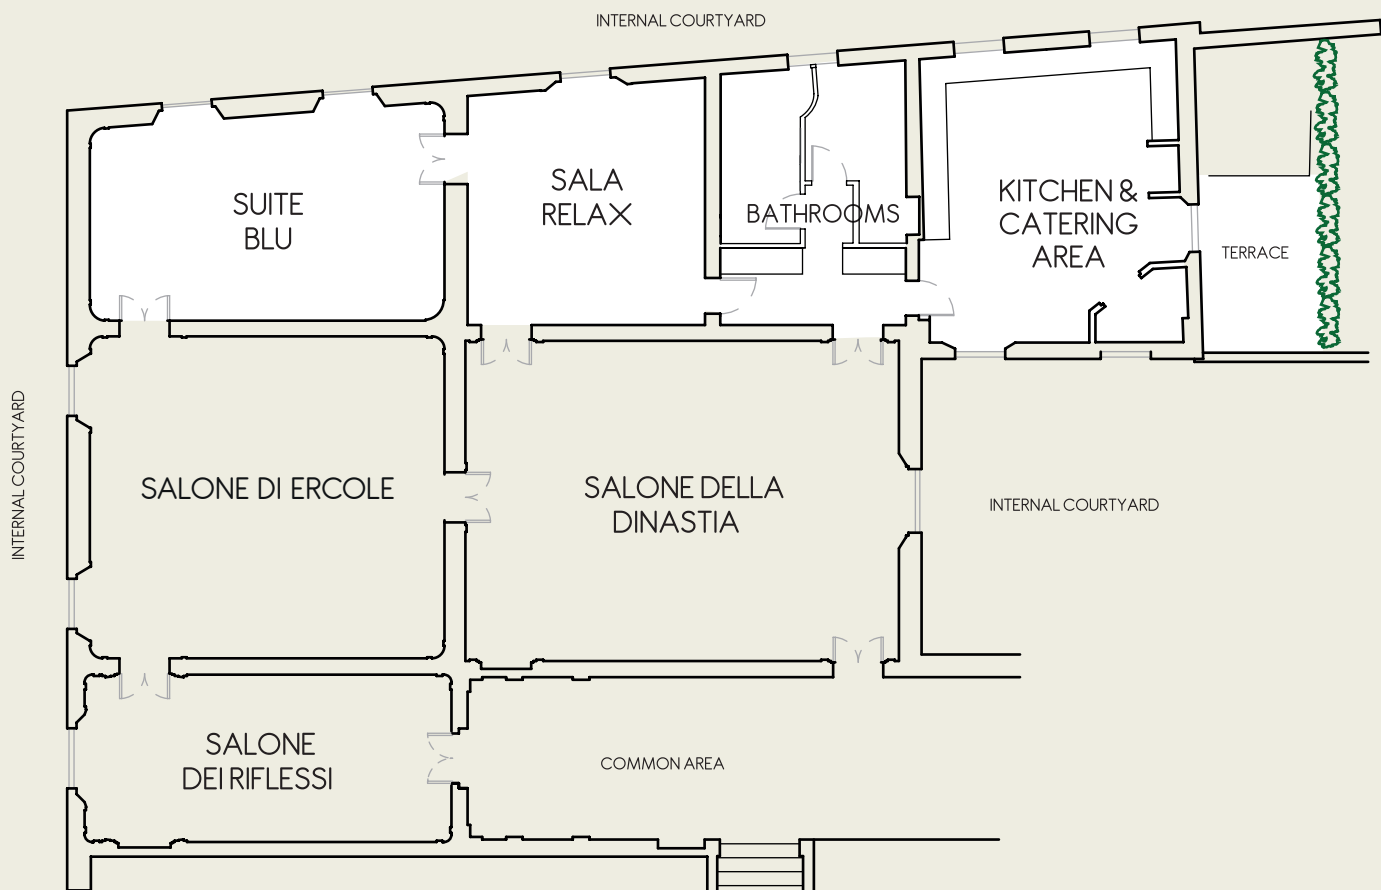 INTERNAL COURTYARD
SUITE
BLU
SALA
RELAX
BATHROOMS
KITCHEN &
CATERING
AREA
TERRACE
INTERNAL COURTYARD
SALONE DI ERCOLE
SALONE DELLA
DINASTIA
INTERNAL COURTYARD
SALONE
DEI RIFLESSI
COMMON AREA